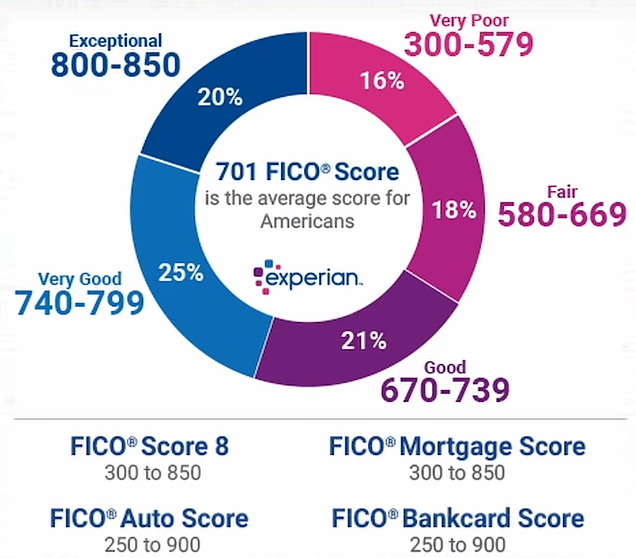 Very Poor
300-579
Exceptional
800-850
16%
20%
701 FICO® Score
is the average score for
Americans
Fair
580-669
18%
experian™
Very Good
740-799
25%
21%
Good
670-739
FICO® Score 8
300 to 850
FICO® Mortgage Score
300 to 850
FICO® Auto Score
250 to 900
FICO® Bankcard Score
250 to 900